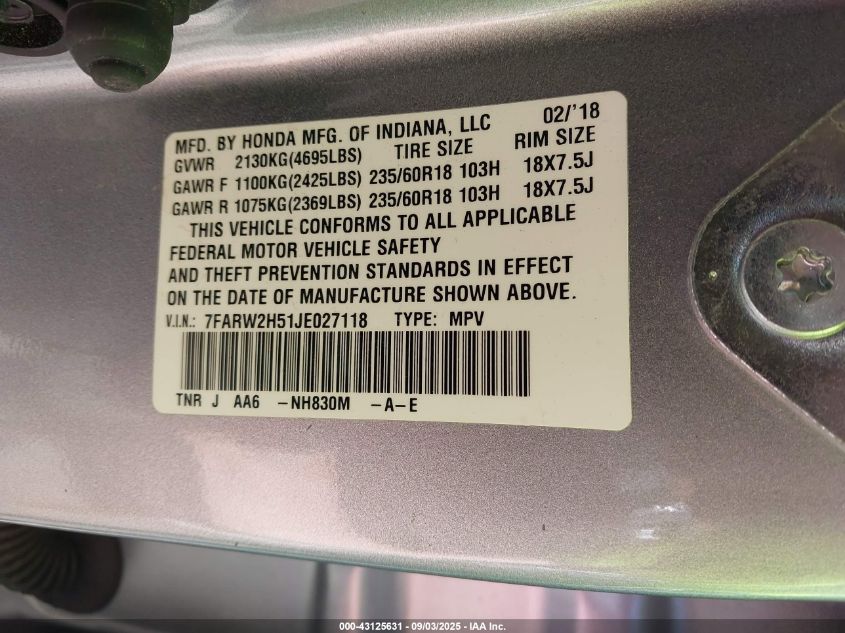 MFD. BY HONDA MFG. OF INDIANA, LLC 02/'18
GVWR 2130KG(4695LBS) TIRE SIZE RIM SIZE
GAWR F 1100KG(2425LBS) 235/60R18 103H 18X7.5J
GAWR R 1075KG(2369LBS) 235/60R18 103H 18X7.5J
THIS VEHICLE CONFORMS TO ALL APPLICABLE
FEDERAL MOTOR VEHICLE SAFETY
AND THEFT PREVENTION STANDARDS IN EFFECT
ON THE DATE OF MANUFACTURE SHOWN ABOVE.
V.I.N.: 7FARW2H51JE027118 TYPE: MPV
TNR J AA6 -NH830M -A-E
000-43125631 - 09/03/2025 - IAA Inc.